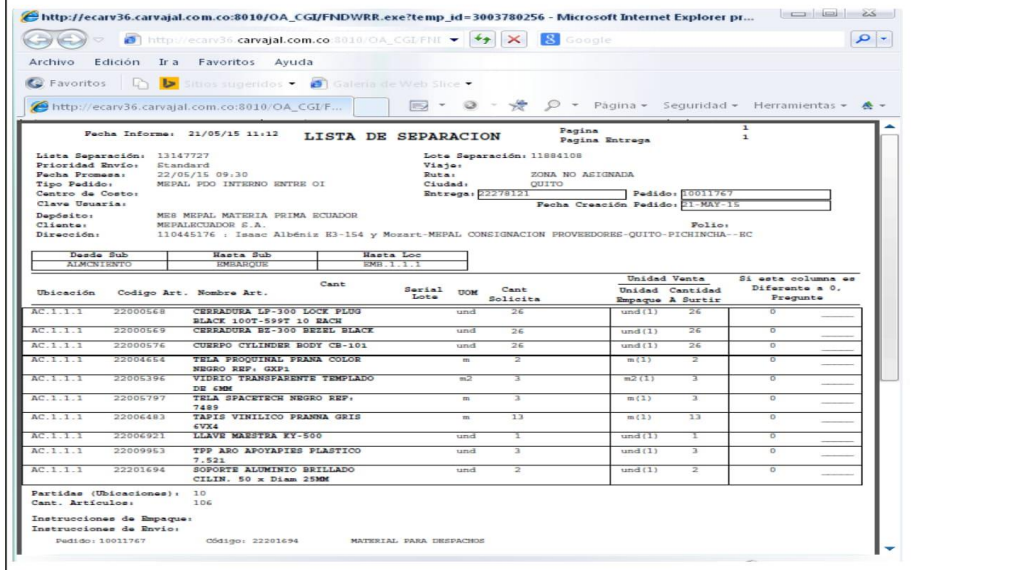 http://ecarv36.carvajal.com.co:8010/OA_CGI/FNDWRR.exe?temp_id=3003780256 - Microsoft Internet Explorer pr...
http://ecarv36.carvajal.com.co:8010/OA_CGI/FNI Google
Archivo Edición Ir a Favoritos Ayuda
Favoritos Sitios sugeridos Galería de Web Slice
http://ecarv36.carvajal.com.co:8010/OA_CGI/F... Página Seguridad Herramientas
Fecha Informe: 21/05/15 11:12 LISTA DE SEPARACION Pagina 1
Pagina Entrega 1
Lista Separación: 13147727 Lote Separación: 11884108
Prioridad Envío: Standard Viaje:
Fecha Promesa: 22/05/15 09:30 Ruta: ZONA NO ASIGNADA
Tipo Pedido: MEPAL PDO INTERNO ENTRE OI Ciudad: QUITO
Centro de Costo: Entrega: 22278121 Pedido: 10011767
Clave Usuaria: Fecha Creación Pedido: 21-MAY-15
Depósito: ME8 MEPAL MATERIA PRIMA ECUADOR
Cliente: MEPALECUADOR S.A. Folio:
Dirección: 110445176 : Isaac Albéniz E3-154 y Mozart-MEPAL CONSIGNACION PROVEEDORES-QUITO-PICHINCHA--EC
Desde Sub Hasta Sub Hasta Loc
ALMCNIENTO EMBARQUE EMB.1.1.1
Unidad Venta Si esta columna es
Ubicación Codigo Art. Nombre Art. Cant Serial UOM Cant Unidad Cantidad Diferente a 0,
Lote Solicita Empaque A Surtir Pregunte
AC.1.1.1 22000568 CERRADURA LP-300 LOCK PLUG und 26 und(1) 26 0
BLACK 100T-599T 10 EACH
AC.1.1.1 22000569 CERRADURA BZ-300 BEZEL BLACK und 26 und(1) 26 0
AC.1.1.1 22000576 CUERPO CYLINDER BODY CB-101 und 26 und(1) 26 0
AC.1.1.1 22004654 TELA PROQUINAL PRANA COLOR m 2 m(1) 2 0
NEGRO REF: GXP1
AC.1.1.1 22005396 VIDRIO TRANSPARENTE TEMPLADO m2 3 m2(1) 3 0
DE 6MM
AC.1.1.1 22005797 TELA SPACETECH NEGRO REF: m 3 m(1) 3 0
7489
AC.1.1.1 22006483 TAPIS VINILICO PRANNA GRIS m 13 m(1) 13 0
6VX4
AC.1.1.1 22006921 LLAVE MAESTRA KY-500 und 1 und(1) 1 0
AC.1.1.1 22009953 TPP ARO APOYAPIES PLASTICO und 3 und(1) 3 0
7.521
AC.1.1.1 22201694 SOPORTE ALUMINIO BRILLADO und 2 und(1) 2 0
CILIN. 50 x Diam 25MM
Partidas (Ubicaciones): 10
Cant. Artículos: 106
Instrucciones de Empaque:
Instrucciones de Envio:
Pedido: 10011767 Código: 22201694 MATERIAL PARA DESPACHOS